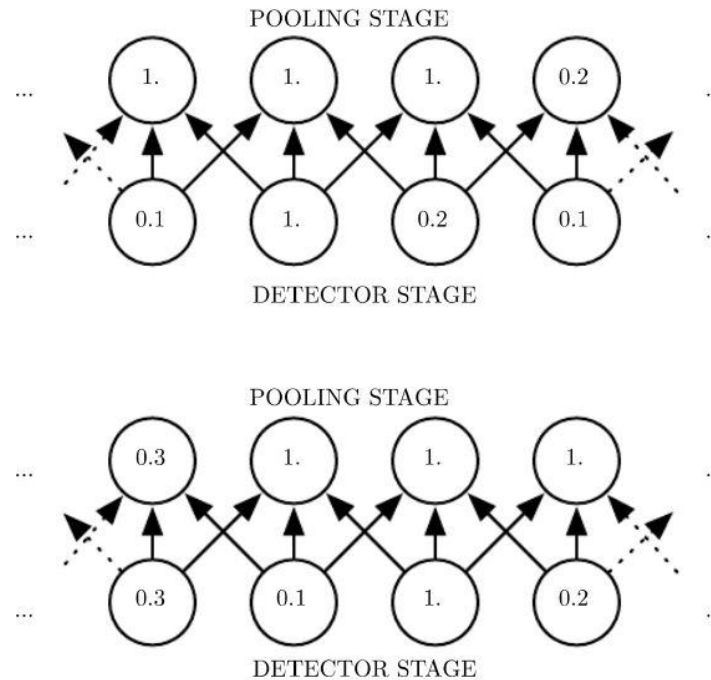 POOLING STAGE
... 1. 1. 1. 0.2 .
... 0.1 1. 0.2 0.1 .
DETECTOR STAGE
POOLING STAGE
... 0.3 1. 1. 1. .
... 0.3 0.1 1. 0.2 .
DETECTOR STAGE